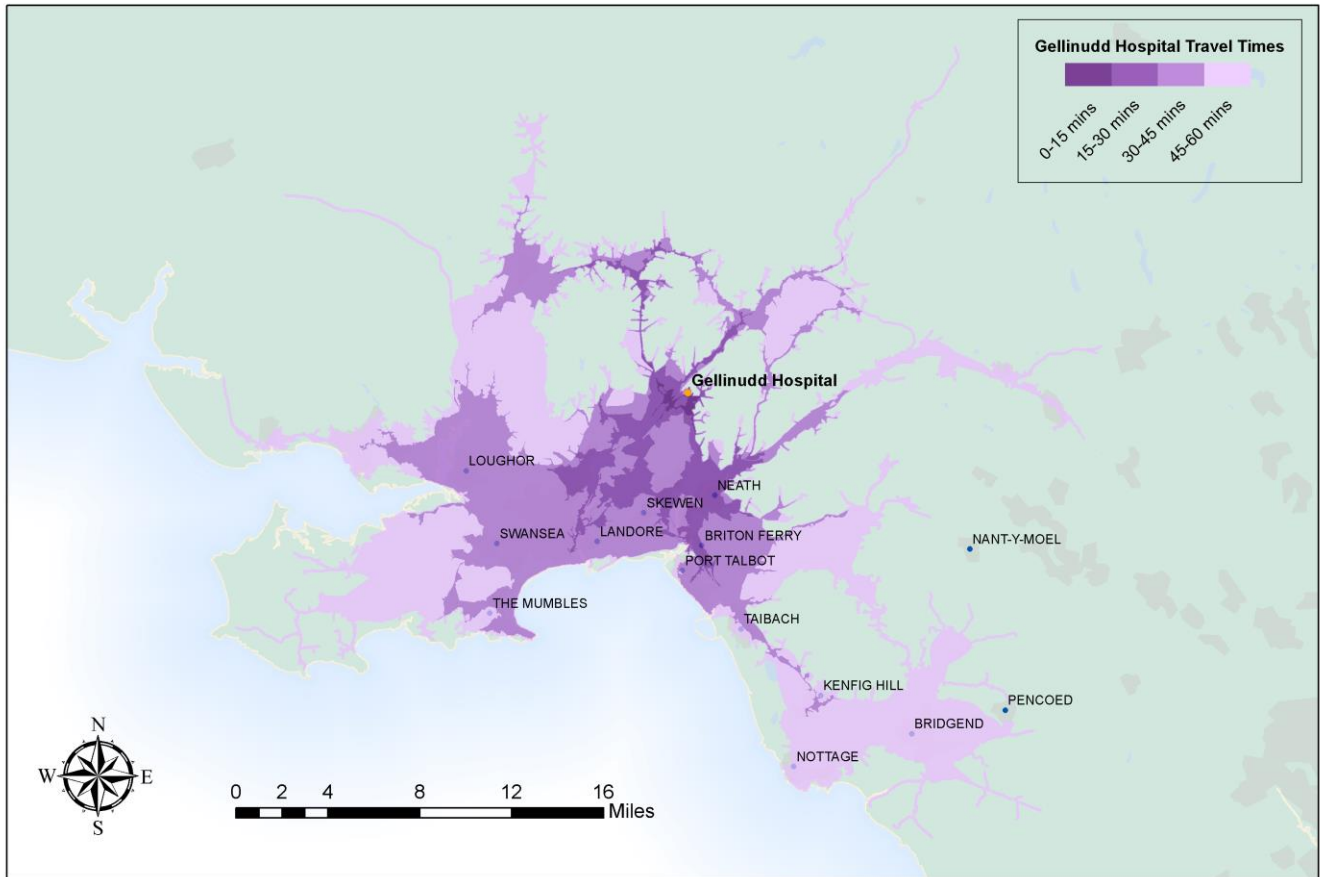 Gellinudd Hospital Travel Times
0-15 mins
15-30 mins
30-45 mins
45-60 mins
Gellinudd Hospital
LOUGHOR
NEATH
SKEWEN
SWANSEA
LANDORE
BRITON FERRY
NANT-Y-MOEL
PORT TALBOT
THE MUMBLES
TAIBACH
KENFIG HILL
PENCOED
BRIDGEND
NOTTAGE
N
W
E
S
0 2 4 8 12 16
Miles